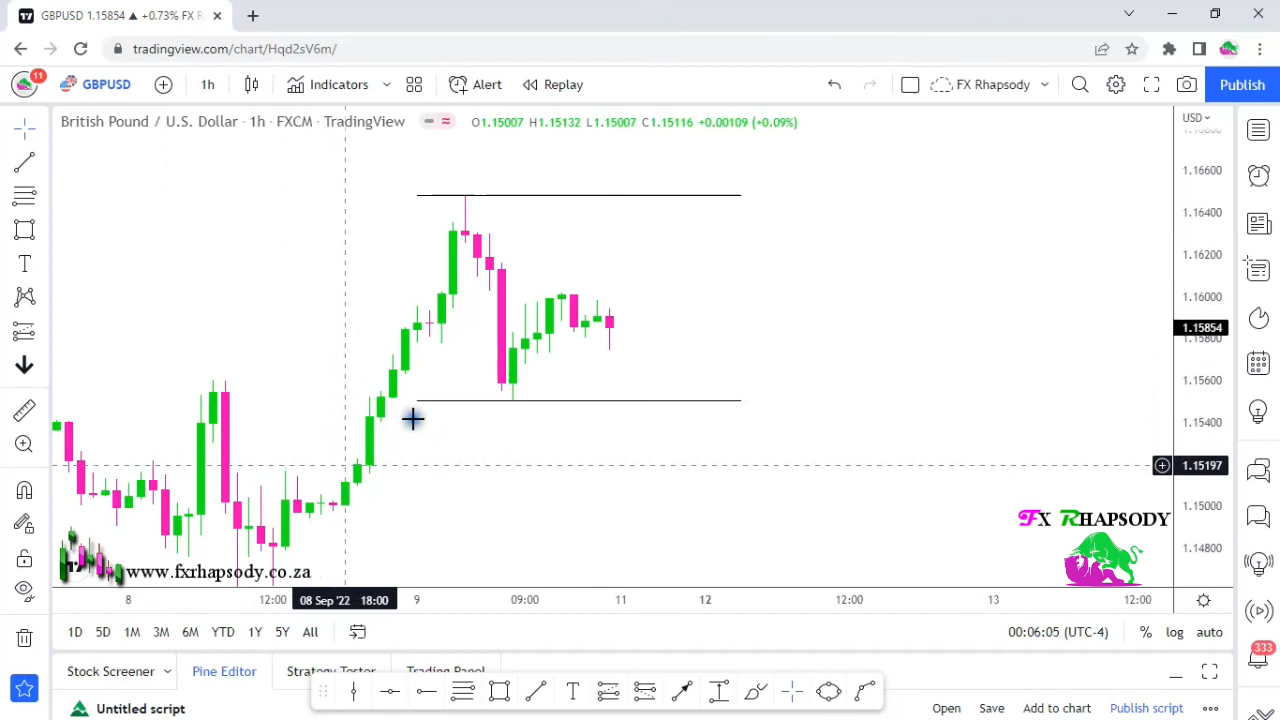 GBPUSD 1.15854 ▲ +0.73% FX R
tradingview.com/chart/Hqd2sV6m/
11
GBPUSD
1h
Indicators
Alert
Replay
FX Rhapsody
Publish
British Pound / U.S. Dollar · 1h · FXCM · TradingView
O1.15007 H1.15132 L1.15007 C1.15116 +0.00109 (+0.09%)
USD
1.16800
1.16600
1.16400
1.16200
1.16000
1.15854
1.15800
1.15600
1.15400
1.15197
1.15000
1.14800
Fx Rhapsody
www.fxrhapsody.co.za
8
12:00
08 Sep '22 18:00
9
09:00
11
12
12:00
13
12:00
1D 5D 1M 3M 6M YTD 1Y 5Y All
00:06:05 (UTC-4)
% log auto
333
Stock Screener
Pine Editor
Strategy Tester
Trading Panel
Untitled script
Open
Save
Add to chart
Publish script